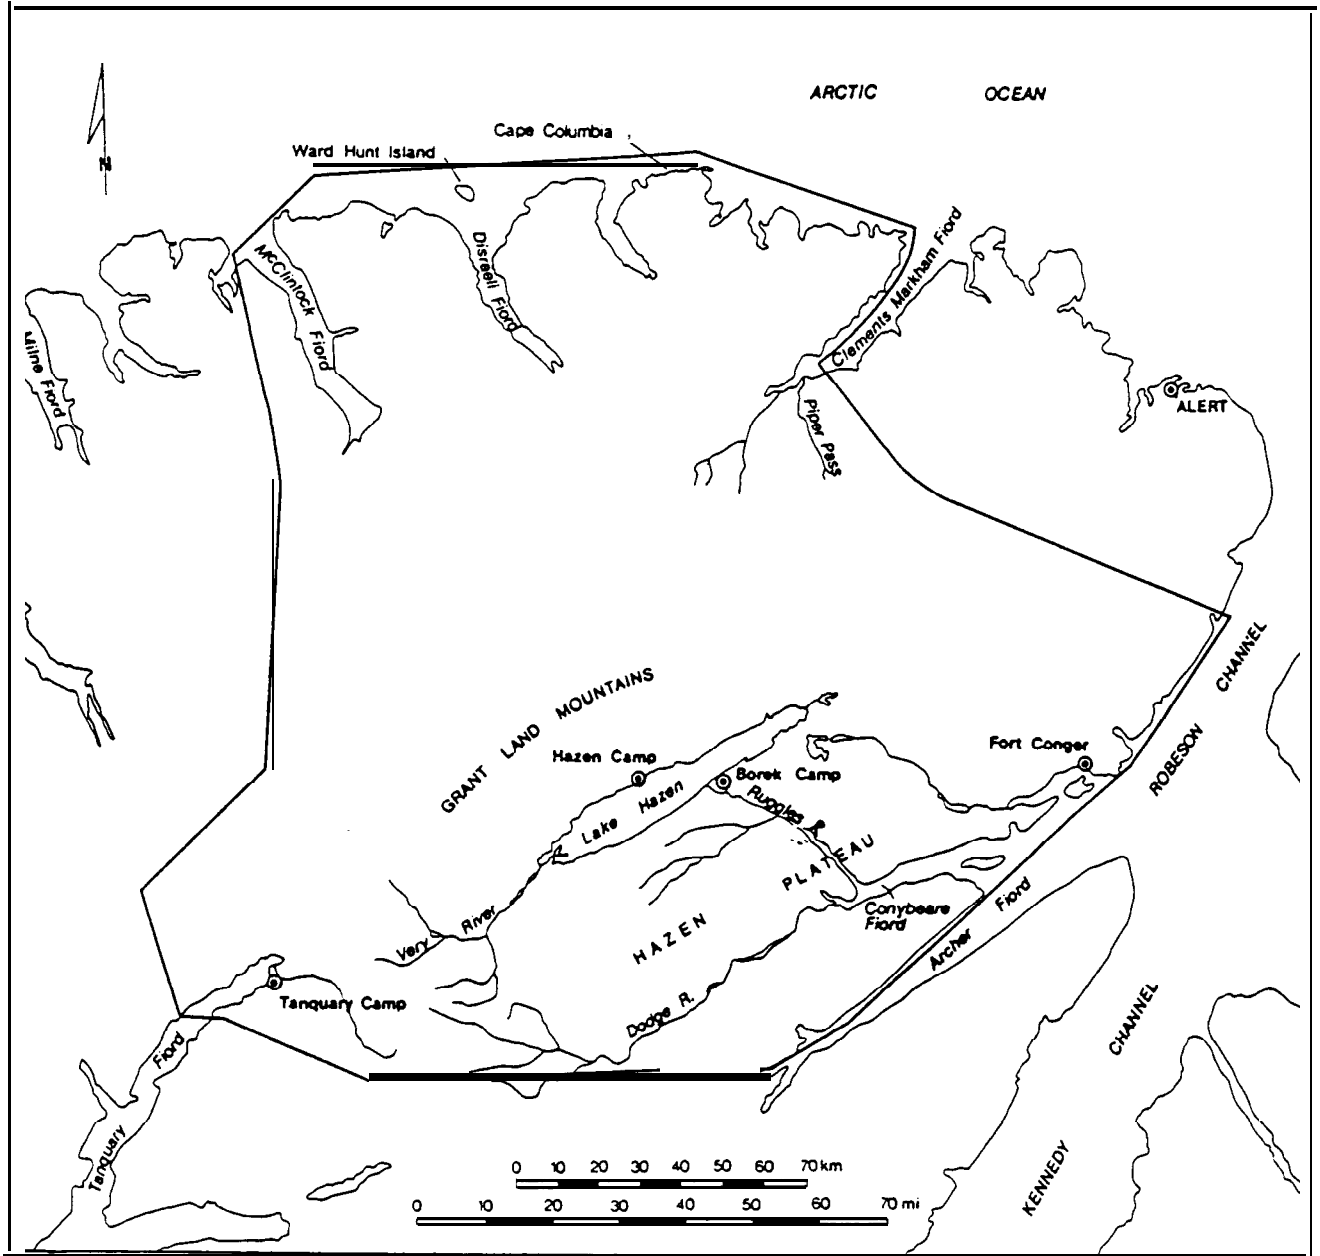 ARCTIC OCEAN
Cape Columbia
Ward Hunt Island
N
McClintock Fiord
Disreeli Fiord
Clements Markham Fiord
Milne Fiord
Piper Pass
ALERT
GRANT LAND MOUNTAINS
ROBESON CHANNEL
Hazen Camp
Fort Conger
Lake Hazen
Borek Camp
Ruggles R.
HAZEN PLATEAU
Very River
Conybeare
Fiord
Archer Fiord
Tanquary Camp
Dodge R.
Tanquary Fiord
KENNEDY CHANNEL
0 10 20 30 40 50 60 70 km
0 10 20 30 40 50 60 70 mi